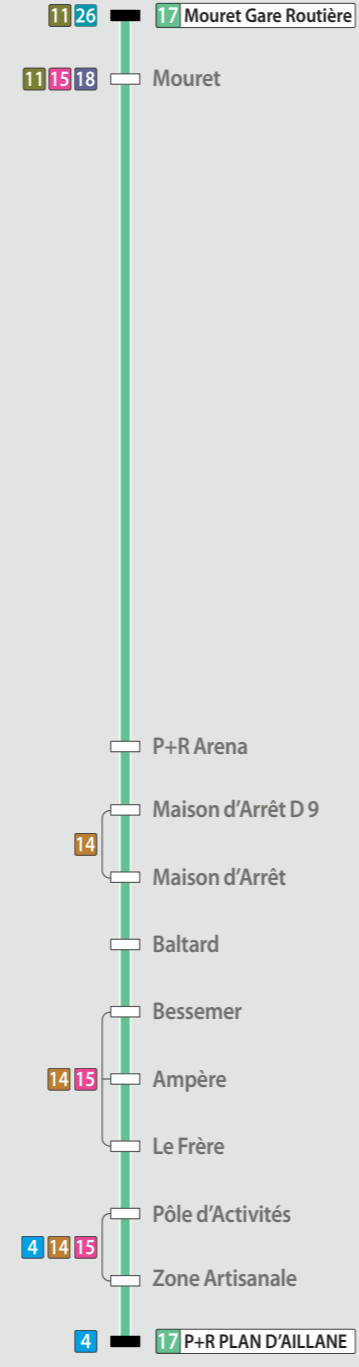 11 26 17 Mouret Gare Routière
11 15 18 Mouret
P+R Arena
Maison d'Arrêt D 9
14
Maison d'Arrêt
Baltard
Bessemer
14 15 Ampère
Le Frère
Pôle d'Activités
4 14 15
Zone Artisanale
4 17 P+R PLAN D'AILLANE